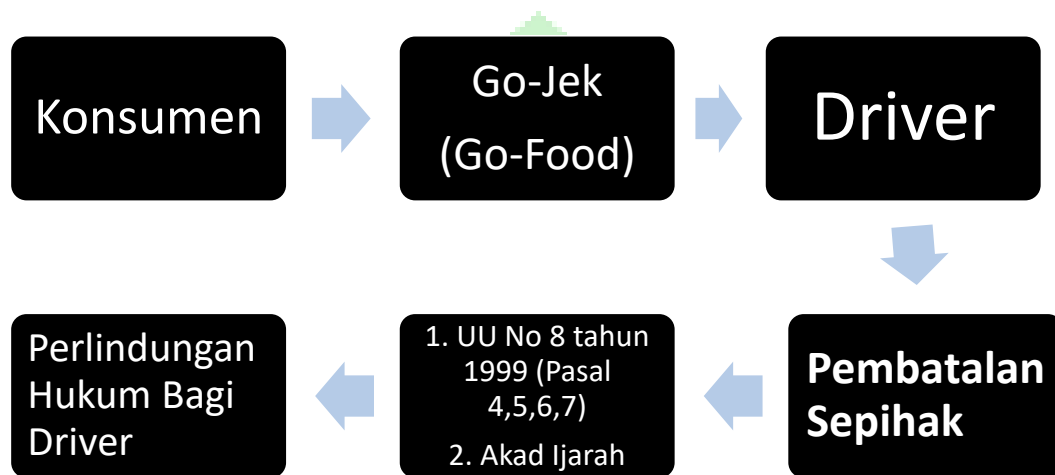 Konsumen
Go-Jek
(Go-Food)
Driver
Pembatalan
Sepihak
1. UU No 8 tahun
1999 (Pasal
4,5,6,7)
2. Akad Ijarah
Perlindungan
Hukum Bagi
Driver